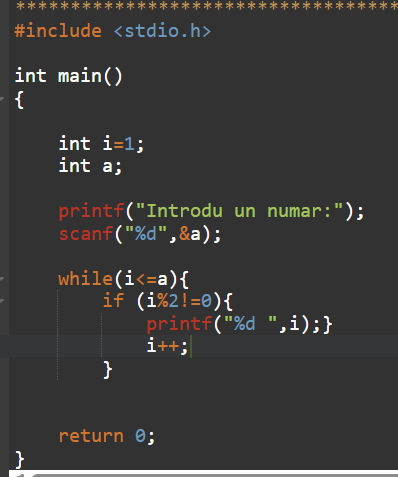 ***********************************
#include <stdio.h>
int main()
{
int i=1;
int a;
printf("Introdu un numar:");
scanf("%d",&a);
while(i<=a){
if (i%2!=0){
printf("%d ",i);}
i++;
}
return 0;
}